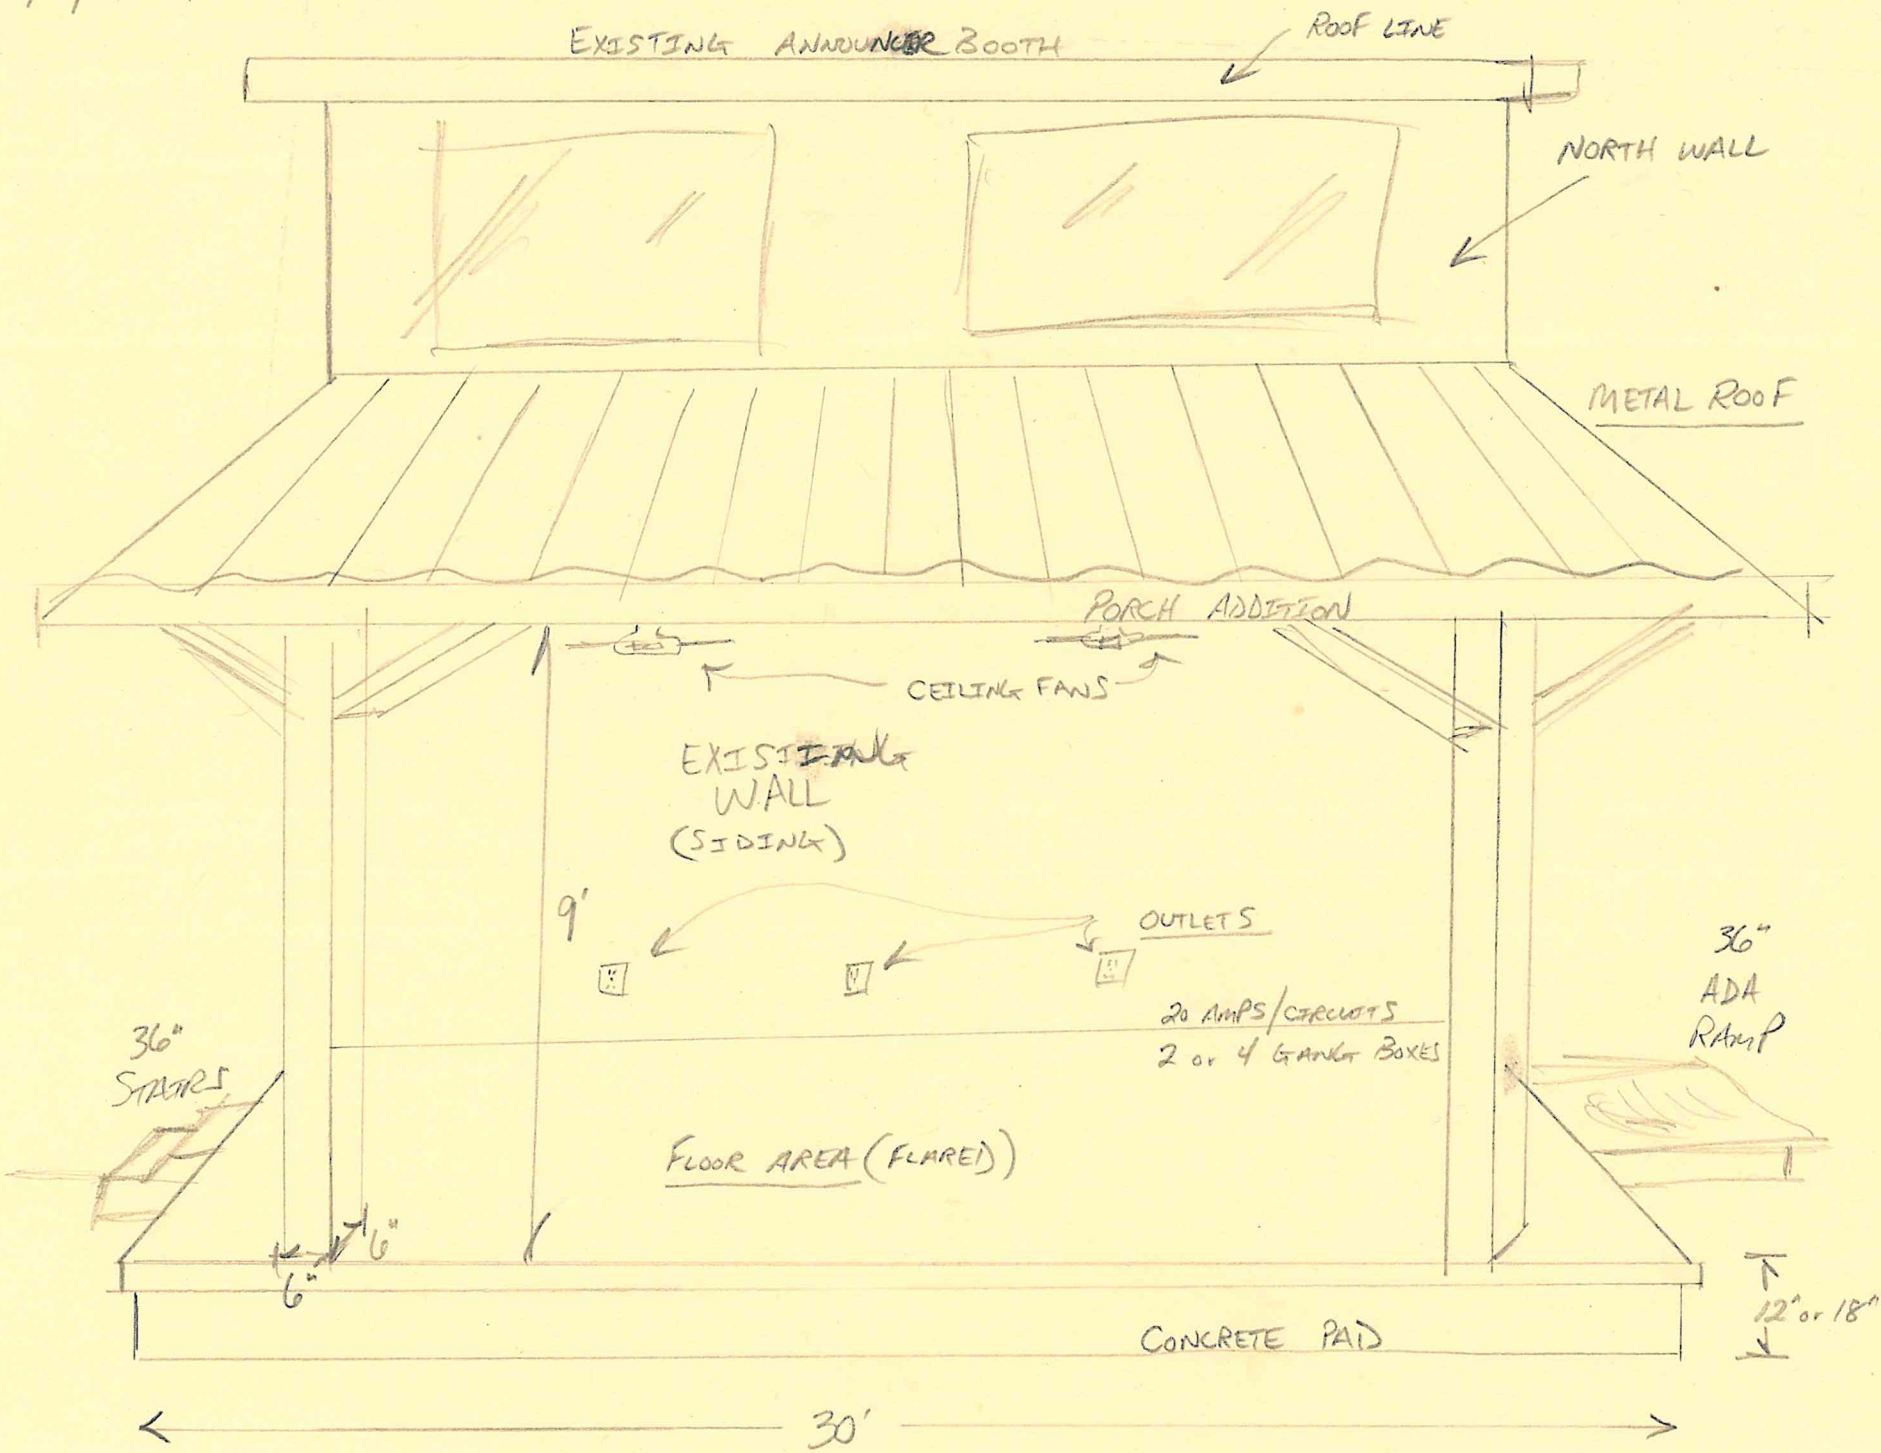 EXISTING ANNOUNCER BOOTH
ROOF LINE
NORTH WALL
METAL ROOF
PORCH ADDITION
CEILING FANS
EXISTING
WALL
(SIDING)
9'
OUTLETS
36"
ADA
RAMP
20 AMPS/CIRCUITS
2 or 4 GANG BOXES
36"
STAIRS
FLOOR AREA (FLARED)
6"
6"
12" or 18"
CONCRETE PAD
30'